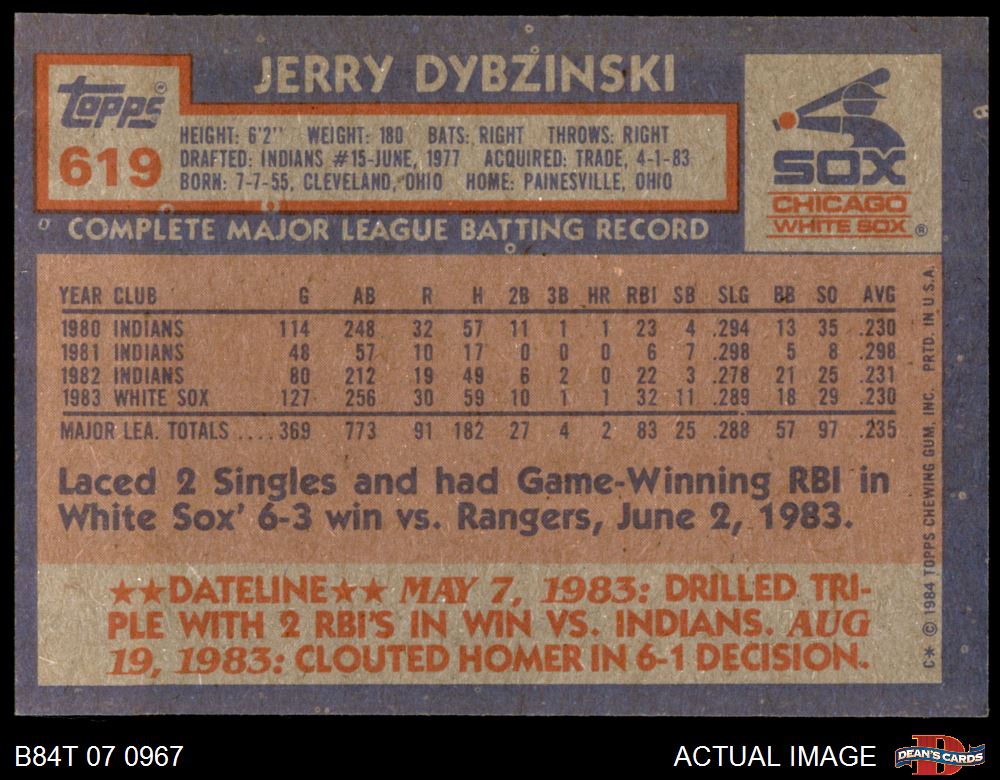 JERRY DYBZINSKI
topps
619
HEIGHT: 6'2" WEIGHT: 180 BATS: RIGHT THROWS: RIGHT
DRAFTED: INDIANS #15-JUNE, 1977 ACQUIRED: TRADE, 4-1-83
BORN: 7-7-55, CLEVELAND, OHIO HOME: PAINESVILLE, OHIO
SOX
CHICAGO
WHITE SOX ®
COMPLETE MAJOR LEAGUE BATTING RECORD
YEAR CLUB G AB R H 2B 3B HR RBI SB SLG BB SO AVG
1980 INDIANS 114 248 32 57 11 1 1 23 4 .294 13 35 .230
1981 INDIANS 48 57 10 17 0 0 0 6 7 .298 5 8 .298
1982 INDIANS 80 212 19 49 6 2 0 22 3 .278 21 25 .231
1983 WHITE SOX 127 256 30 59 10 1 1 32 11 .289 18 29 .230
MAJOR LEA. TOTALS ....369 773 91 182 27 4 2 83 25 .288 57 97 .235
Laced 2 Singles and had Game-Winning RBI in
White Sox' 6-3 win vs. Rangers, June 2, 1983.
★★DATELINE★★ MAY 7, 1983: DRILLED TRI-
PLE WITH 2 RBI'S IN WIN VS. INDIANS. AUG
19, 1983: CLOUTED HOMER IN 6-1 DECISION.
C* © 1984 TOPPS CHEWING GUM, INC. PRTD. IN U.S.A.
B84T 07 0967
ACTUAL IMAGE
DEAN'S CARDS